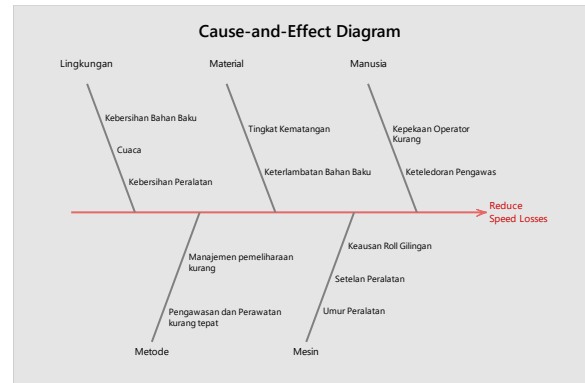 Cause-and-Effect Diagram
Lingkungan
Material
Manusia
Kebersihan Bahan Baku
Cuaca
Kebersihan Peralatan
Tingkat Kematangan
Keterlambatan Bahan Baku
Kepekaan Operator
Kurang
Keteledoran Pengawas
Reduce
Speed Losses
Manajemen pemeliharaan
kurang
Pengawasan dan Perawatan
kurang tepat
Keausan Roll Gilingan
Setelan Peralatan
Umur Peralatan
Metode
Mesin